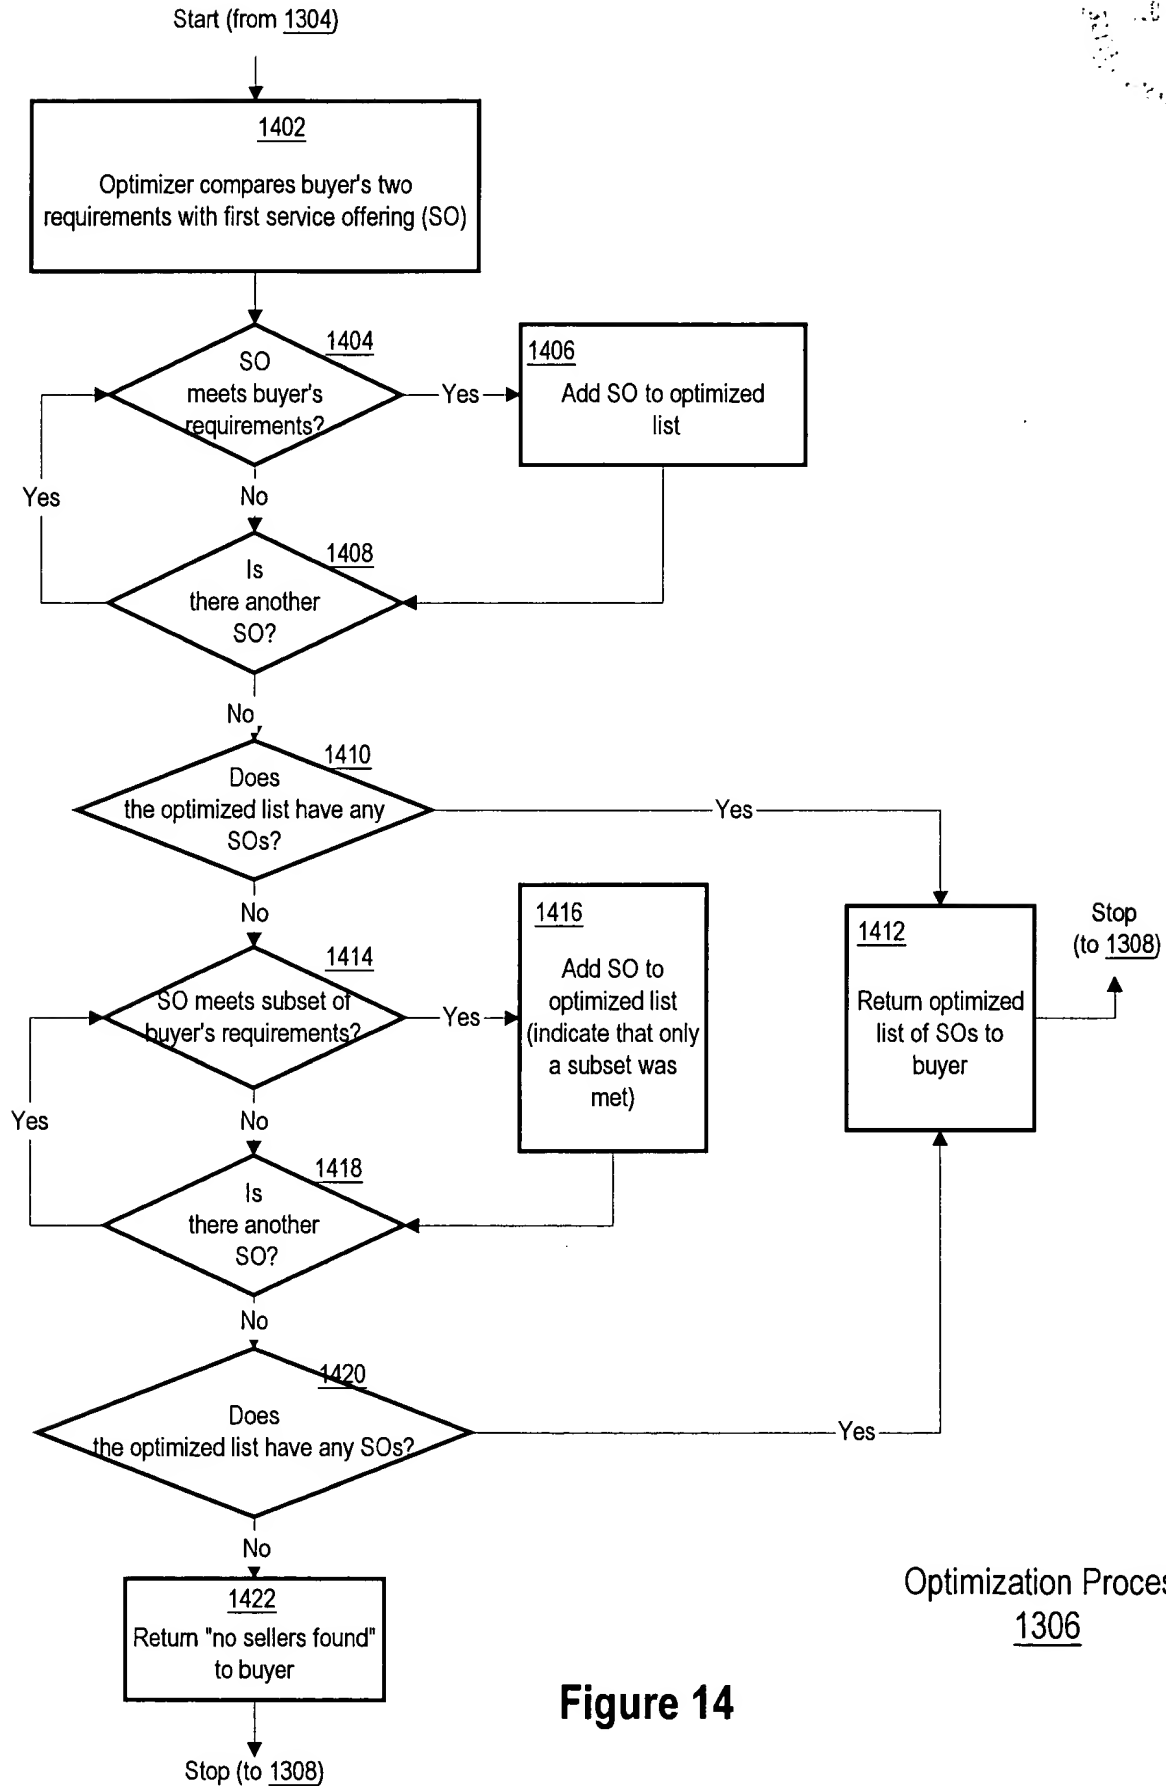 Start (from 1304)
1402
Optimizer compares buyer's two
requirements with first service offering (SO)
1404
SO
meets buyer's
requirements?
Yes
1406
Add SO to optimized
list
Yes
No
1408
Is
there another
SO?
No
1410
Does
the optimized list have any
SOs?
Yes
No
1412
Return optimized
list of SOs to
buyer
Stop
(to 1308)
1414
SO meets subset of
buyer's requirements?
Yes
1416
Add SO to
optimized list
(indicate that only
a subset was
met)
Yes
No
1418
Is
there another
SO?
No
1420
Does
the optimized list have any SOs?
Yes
No
1422
Return "no sellers found"
to buyer
Stop (to 1308)
Optimization Proces
1306
Figure 14